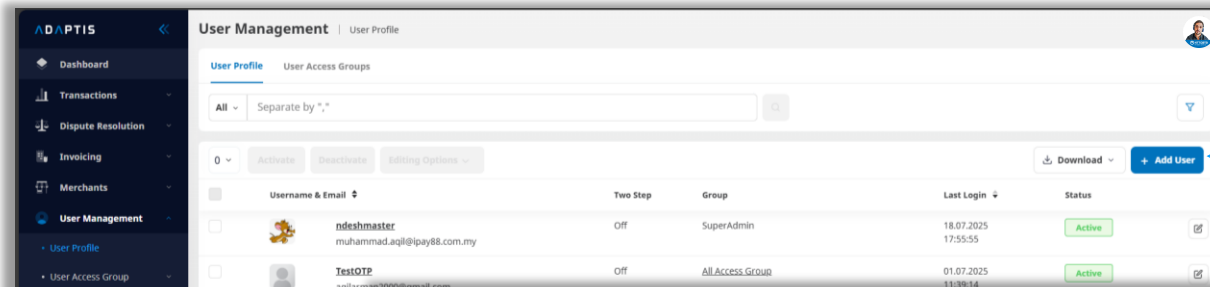 ADAPTIS
User Management | User Profile
Dashboard
Transactions
Dispute Resolution
Invoicing
Merchants
User Management
User Profile
User Access Group
User Profile User Access Groups
All Separate by ","
0 Activate Deactivate Editing Options Download + Add User
Username & Email Two Step Group Last Login Status
ndeshmaster Off SuperAdmin 18.07.2025 Active
muhammad.aqil@ipay88.com.my 17:55:55
TestOTP Off All Access Group 01.07.2025 Active
11:39:14